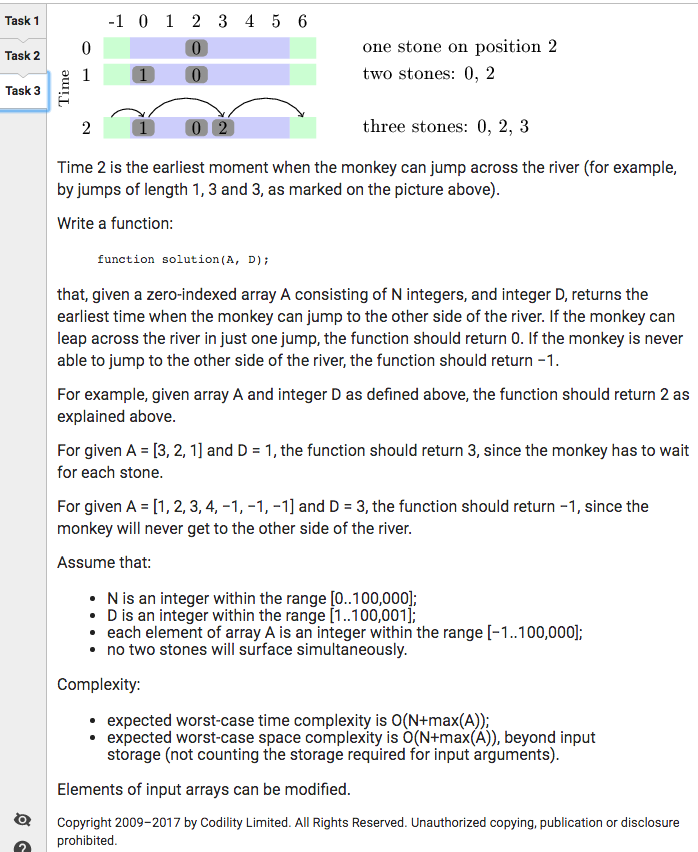 Task 1
Task 2
Task 3
-1 0 1 2 3 4 5 6
0 0 one stone on position 2
1 1 0 two stones: 0, 2
Time
2 1 0 2 three stones: 0, 2, 3
Time 2 is the earliest moment when the monkey can jump across the river (for example,
by jumps of length 1, 3 and 3, as marked on the picture above).
Write a function:
function solution(A, D);
that, given a zero-indexed array A consisting of N integers, and integer D, returns the
earliest time when the monkey can jump to the other side of the river. If the monkey can
leap across the river in just one jump, the function should return 0. If the monkey is never
able to jump to the other side of the river, the function should return −1.
For example, given array A and integer D as defined above, the function should return 2 as
explained above.
For given A = [3, 2, 1] and D = 1, the function should return 3, since the monkey has to wait
for each stone.
For given A = [1, 2, 3, 4, −1, −1, −1] and D = 3, the function should return −1, since the
monkey will never get to the other side of the river.
Assume that:
• N is an integer within the range [0..100,000];
• D is an integer within the range [1..100,001];
• each element of array A is an integer within the range [−1..100,000];
• no two stones will surface simultaneously.
Complexity:
• expected worst-case time complexity is O(N+max(A));
• expected worst-case space complexity is O(N+max(A)), beyond input
storage (not counting the storage required for input arguments).
Elements of input arrays can be modified.
Copyright 2009–2017 by Codility Limited. All Rights Reserved. Unauthorized copying, publication or disclosure
prohibited.
?